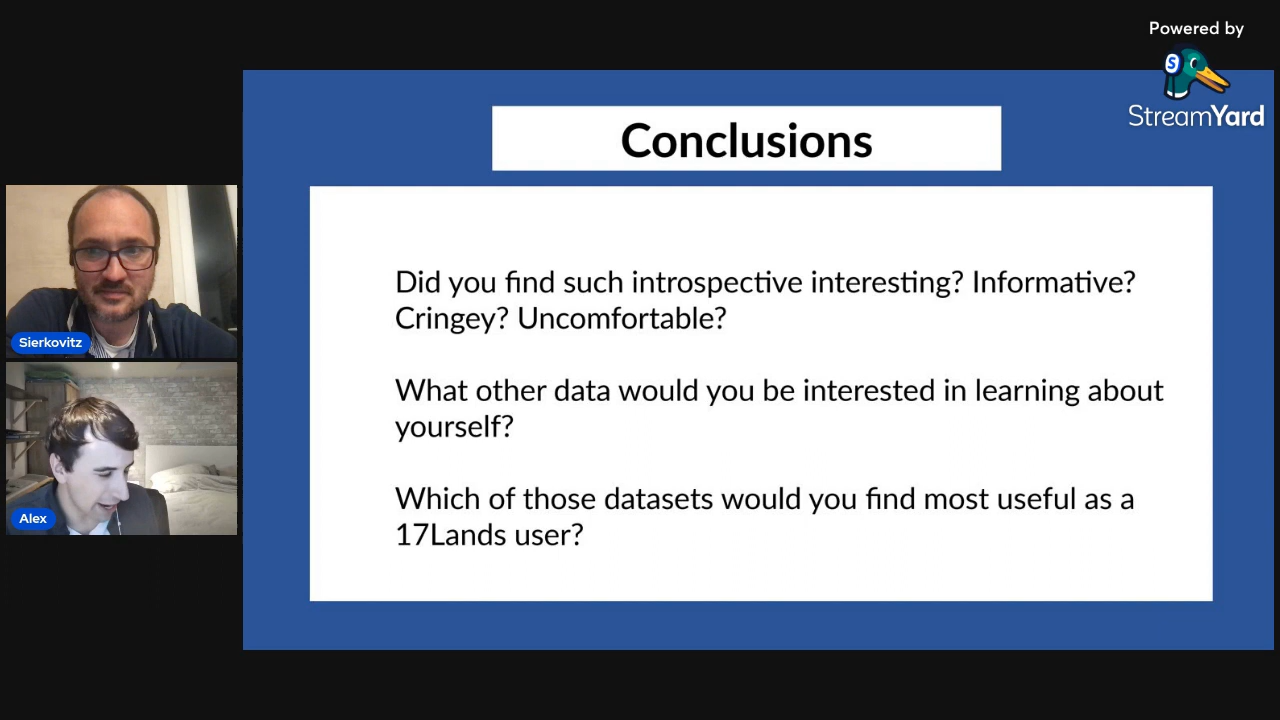 Powered by
StreamYard
Conclusions
Did you find such introspective interesting? Informative?
Cringey? Uncomfortable?
What other data would you be interested in learning about
yourself?
Which of those datasets would you find most useful as a
17Lands user?
Sierkovitz
Alex